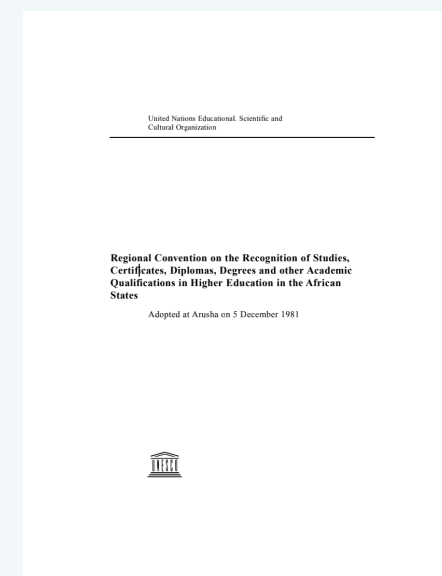 United Nations Educational. Scientific and
Cultural Organization
Regional Convention on the Recognition of Studies,
Certificates, Diplomas, Degrees and other Academic
Qualifications in Higher Education in the African
States
Adopted at Arusha on 5 December 1981
UNESCO